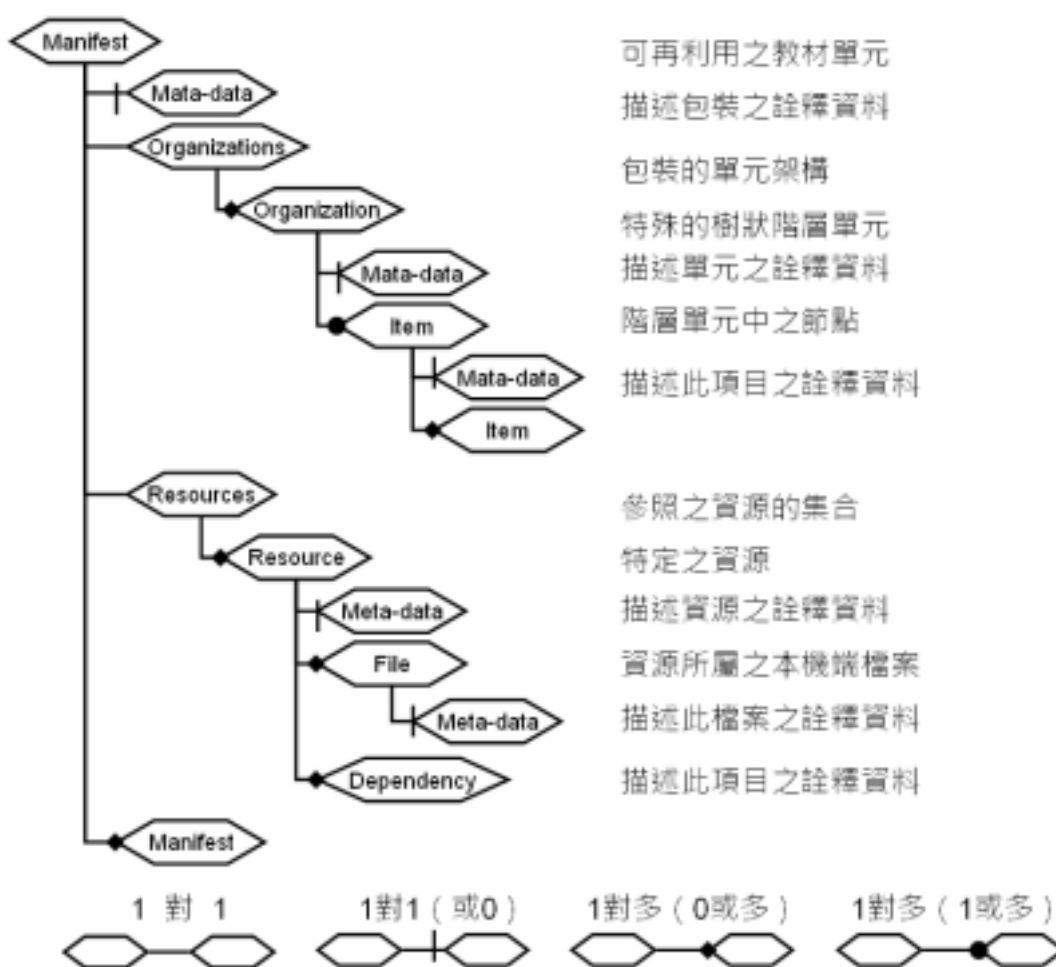 Manifest 可再利用之教材單元
Mata-data 描述包裝之詮釋資料
Organizations 包裝的單元架構
Organization 特殊的樹狀階層單元
Mata-data 描述單元之詮釋資料
Item 階層單元中之節點
Mata-data 描述此項目之詮釋資料
Item
Resources 參照之資源的集合
Resource 特定之資源
Meta-data 描述資源之詮釋資料
File 資源所屬之本機端檔案
Meta-data 描述此檔案之詮釋資料
Dependency 描述此項目之詮釋資料
Manifest
1 對 1 1對1（或0） 1對多（0或多） 1對多（1或多）